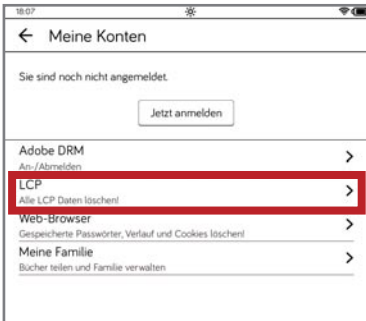 18:07
Meine Konten
Sie sind noch nicht angemeldet.
Jetzt anmelden
Adobe DRM
An-/Abmelden
LCP
Alle LCP Daten löschen!
Web-Browser
Gespeicherte Passwörter, Verlauf und Cookies löschen!
Meine Familie
Bücher teilen und Familie verwalten